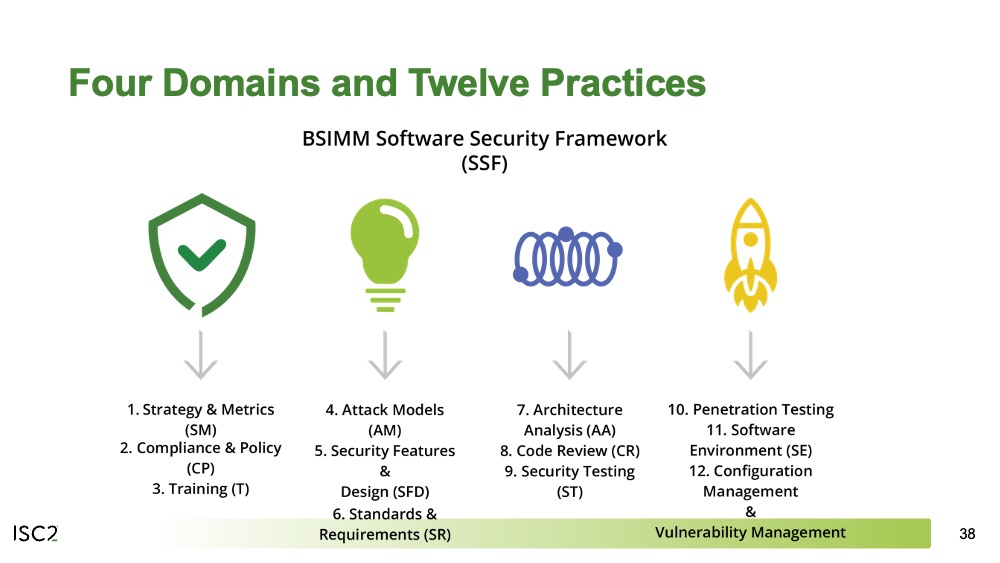 Four Domains and Twelve Practices
BSIMM Software Security Framework
(SSF)
1. Strategy & Metrics
(SM)
2. Compliance & Policy
(CP)
3. Training (T)
4. Attack Models
(AM)
5. Security Features
&
Design (SFD)
6. Standards &
Requirements (SR)
7. Architecture
Analysis (AA)
8. Code Review (CR)
9. Security Testing
(ST)
10. Penetration Testing
11. Software
Environment (SE)
12. Configuration
Management
&
Vulnerability Management
ISC2
38